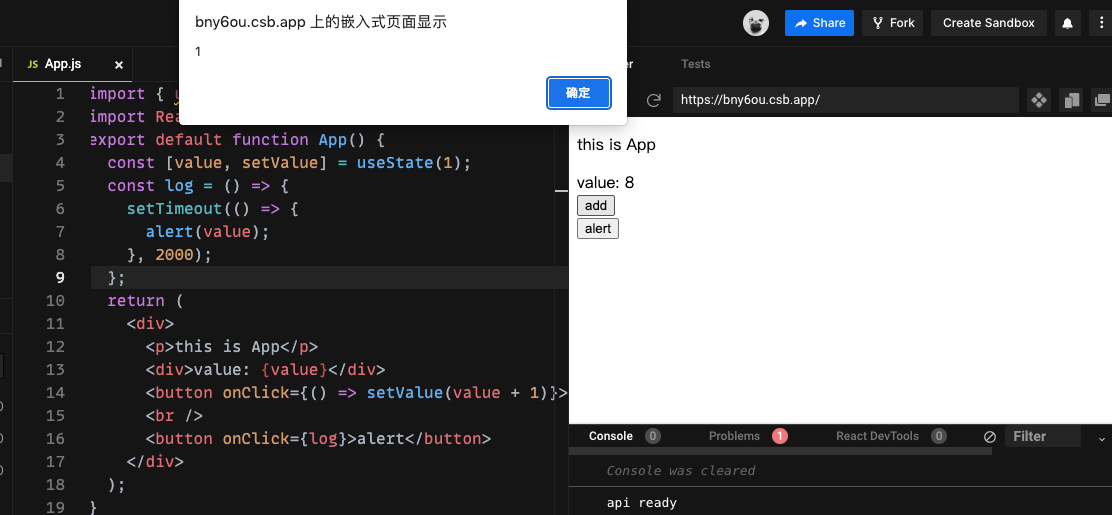 bny6ou.csb.app 上的嵌入式页面显示
1
确定
Share
Fork
Create Sandbox
JS App.js
Tests
https://bny6ou.csb.app/
1 import {
2 import
3 export default function App() {
4 const [value, setValue] = useState(1);
5 const log = () => {
6 setTimeout(() => {
7 alert(value);
8 }, 2000);
9 };
10 return (
11 <div>
12 <p>this is App</p>
13 <div>value: {value}</div>
14 <button onClick={() => setValue(value + 1)}>
15 <br />
16 <button onClick={log}>alert</button>
17 </div>
18 );
19 }
this is App
value: 8
add
alert
Console 0
Problems 1
React DevTools 0
Filter
Console was cleared
api ready